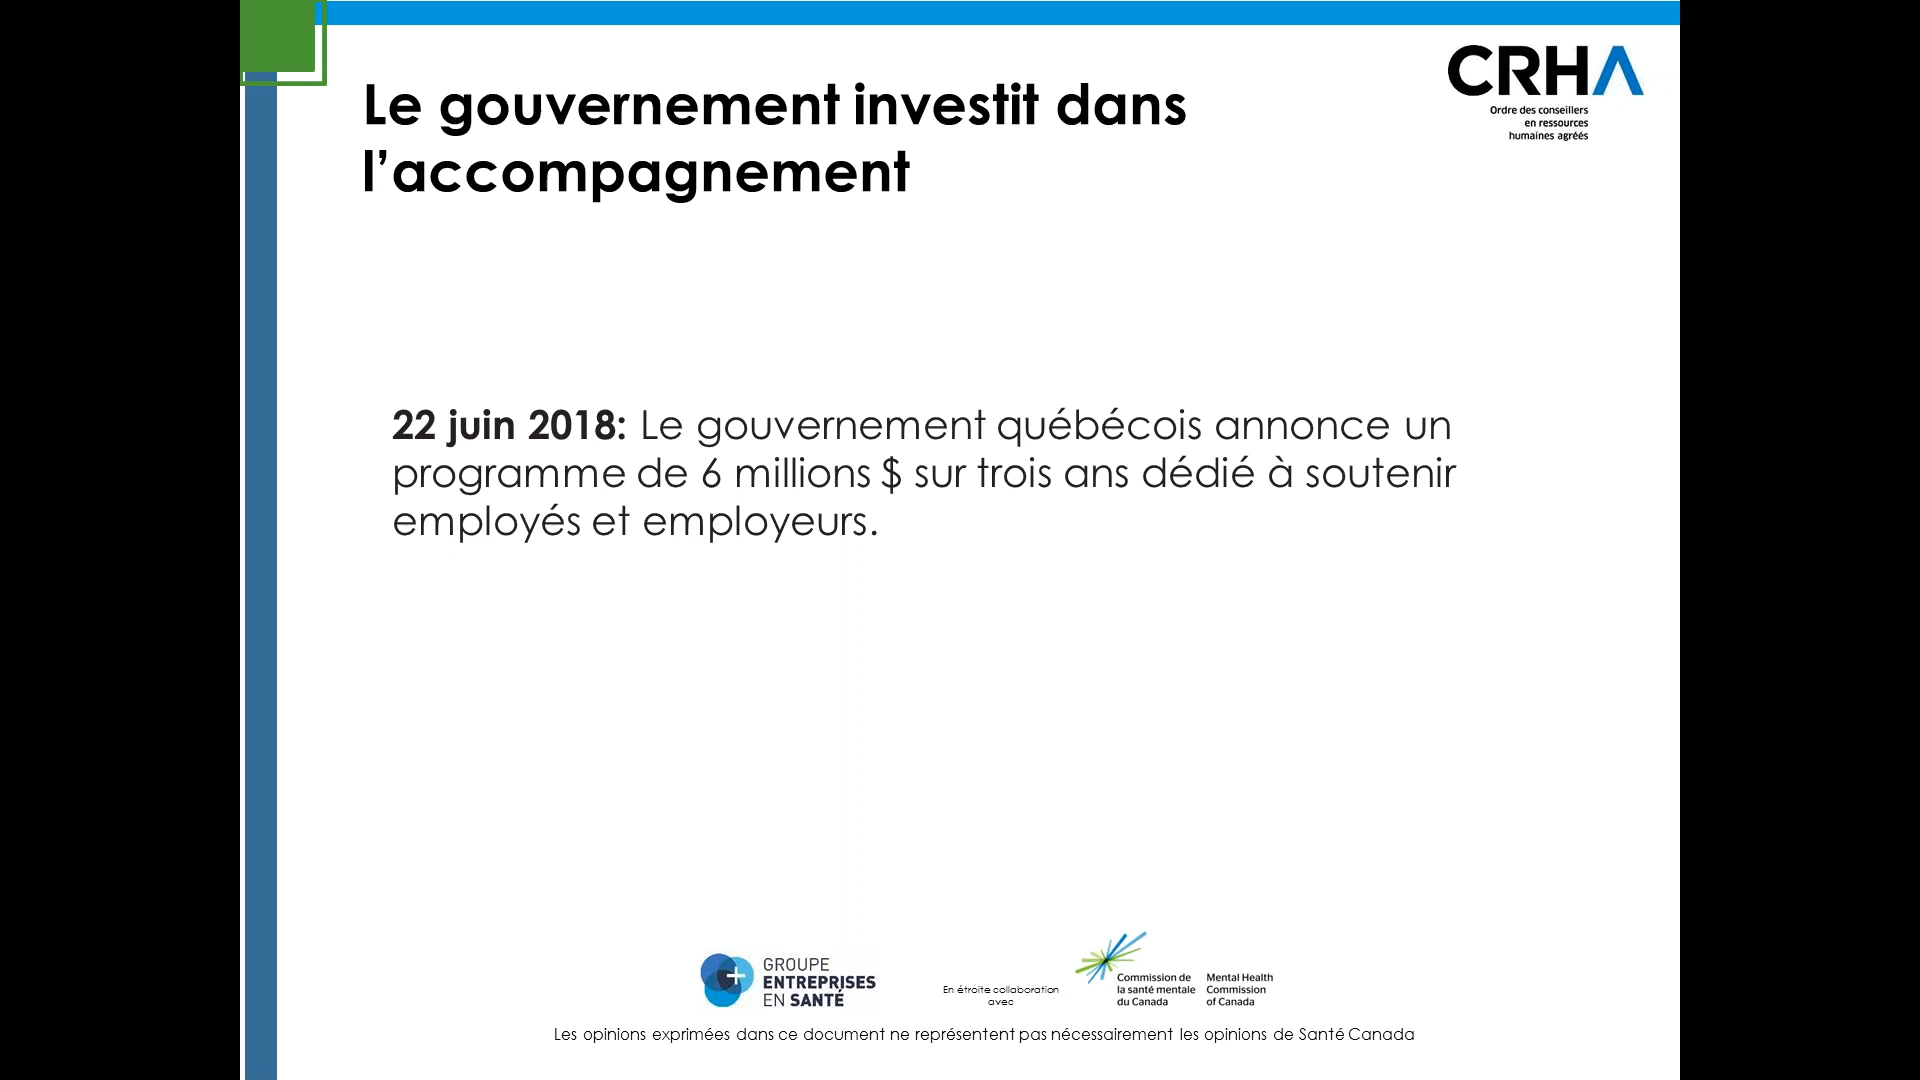 CRHA
Ordre des conseillers
en ressources
humaines agréés
Le gouvernement investit dans
l’accompagnement
22 juin 2018: Le gouvernement québécois annonce un
programme de 6 millions $ sur trois ans dédié à soutenir
employés et employeurs.
GROUPE
ENTREPRISES
EN SANTÉ
En étroite collaboration
avec
Commission de
la santé mentale
du Canada
Mental Health
Commission
of Canada
Les opinions exprimées dans ce document ne représentent pas nécessairement les opinions de Santé Canada